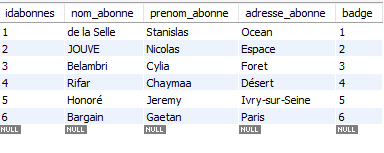 idabonnes nom_abonne prenom_abonne adresse_abonne badge
1 de la Selle Stanislas Ocean 1
2 JOUVE Nicolas Espace 2
3 Belambri Cylia Foret 3
4 Rifar Chaymaa Désert 4
5 Honoré Jeremy Ivry-sur-Seine 5
6 Bargain Gaetan Paris 6
NULL NULL NULL NULL NULL